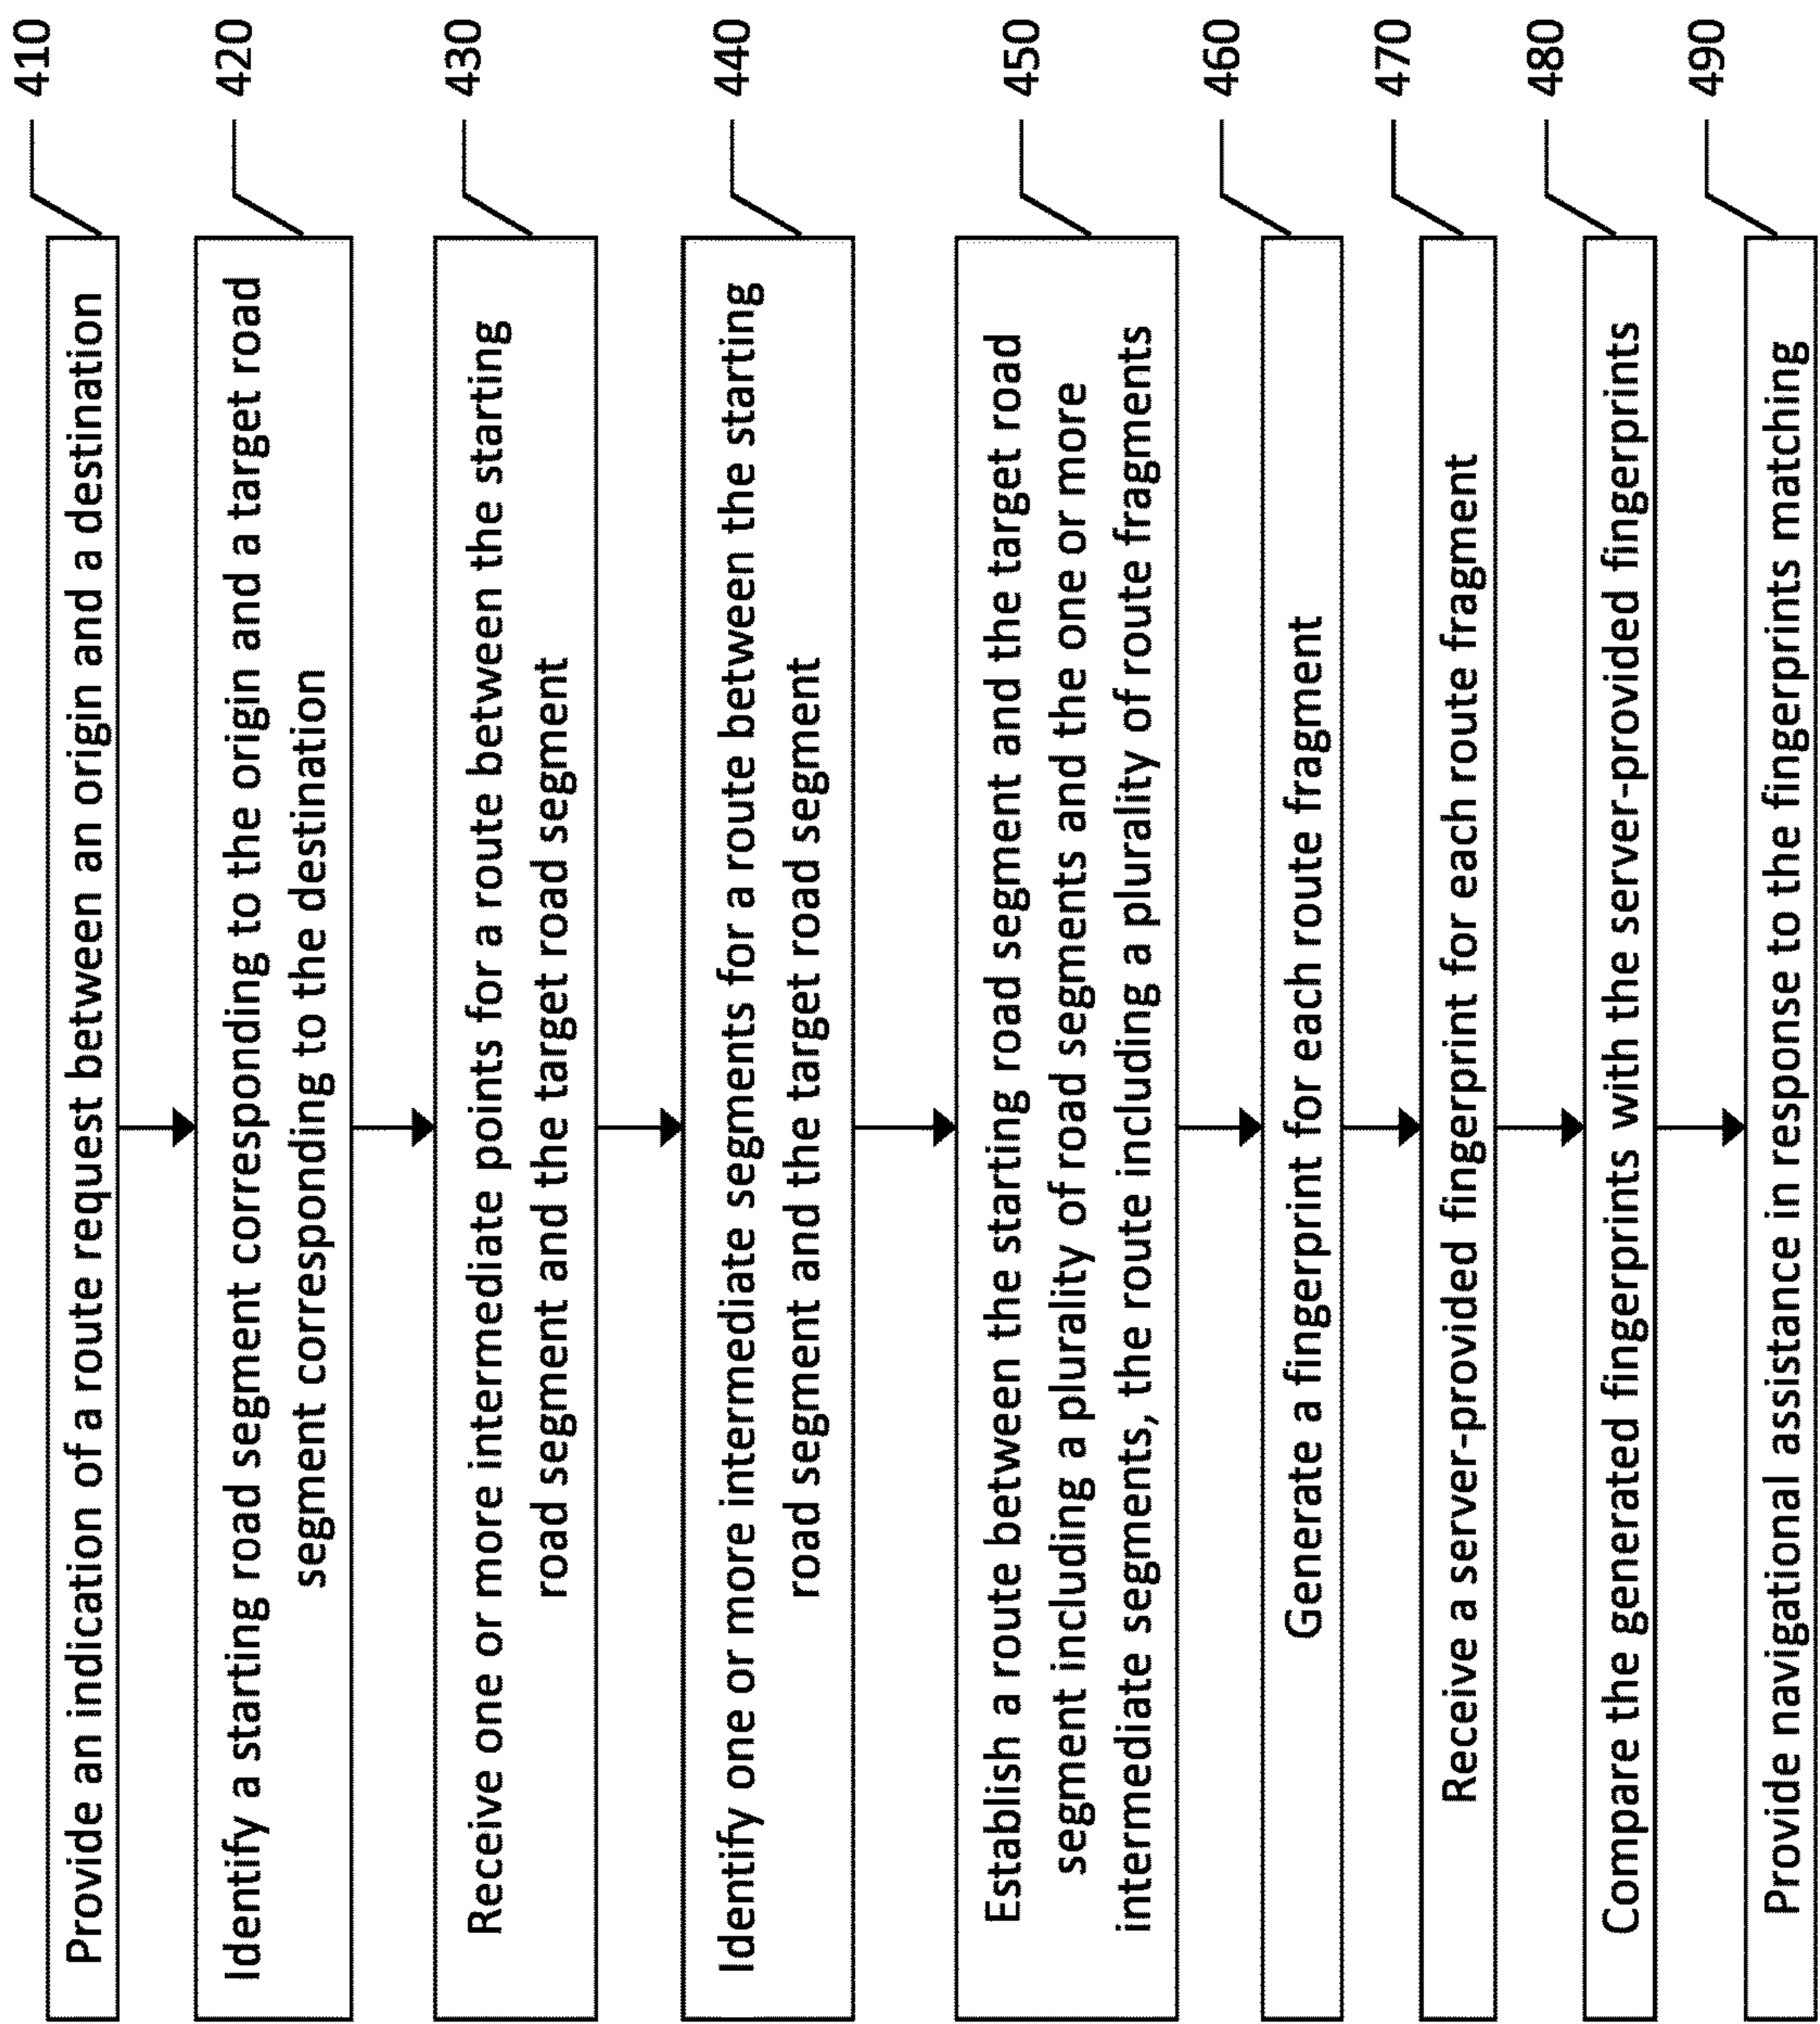 Provide an indication of a route request between an origin and a destination
410
Identify a starting road segment corresponding to the origin and a target road
segment corresponding to the destination
420
Receive one or more intermediate points for a route between the starting
road segment and the target road segment
430
Identify one or more intermediate segments for a route between the starting
road segment and the target road segment
440
Establish a route between the starting road segment and the target road
segment including a plurality of road segments and the one or more
intermediate segments, the route including a plurality of route fragments
450
Generate a fingerprint for each route fragment
460
Receive a server-provided fingerprint for each route fragment
470
Compare the generated fingerprints with the server-provided fingerprints
480
Provide navigational assistance in response to the fingerprints matching
490